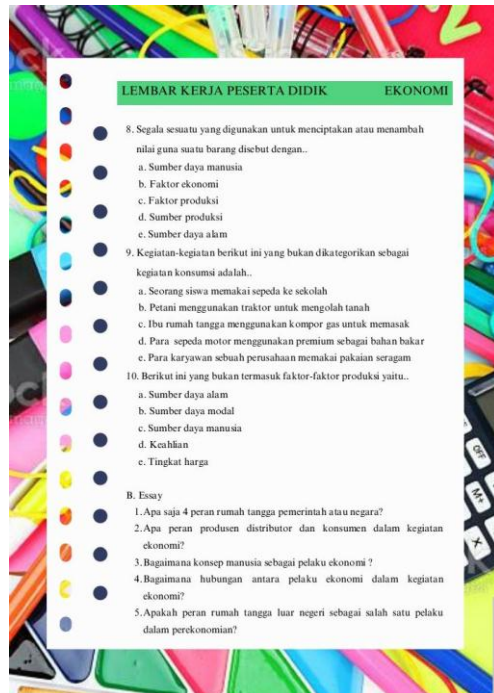 LEMBAR KERJA PESERTA DIDIK EKONOMI
8. Segala sesuatu yang digunakan untuk menciptakan atau menambah
nilai guna suatu barang disebut dengan..
a. Sumber daya manusia
b. Faktor ekonomi
c. Faktor produksi
d. Sumber produksi
e. Sumber daya alam
9. Kegiatan-kegiatan berikut ini yang bukan dikategorikan sebagai
kegiatan konsumsi adalah..
a. Seorang siswa memakai sepeda ke sekolah
b. Petani menggunakan traktor untuk mengolah tanah
c. Ibu rumah tangga menggunakan kompor gas untuk memasak
d. Para sepeda motor menggunakan premium sebagai bahan bakar
e. Para karyawan sebuah perusahaan memakai pakaian seragam
10. Berikut ini yang bukan termasuk faktor-faktor produksi yaitu..
a. Sumber daya alam
b. Sumber daya modal
c. Sumber daya manusia
d. Keahlian
e. Tingkat harga
B. Essay
1. Apa saja 4 peran rumah tangga pemerintah atau negara?
2. Apa peran produsen distributor dan konsumen dalam kegiatan
ekonomi?
3. Bagaimana konsep manusia sebagai pelaku ekonomi ?
4. Bagaimana hubungan antara pelaku ekonomi dalam kegiatan
ekonomi?
5. Apakah peran rumah tangga luar negeri sebagai salah satu pelaku
dalam perekonomian?
OFF
M+
×
2